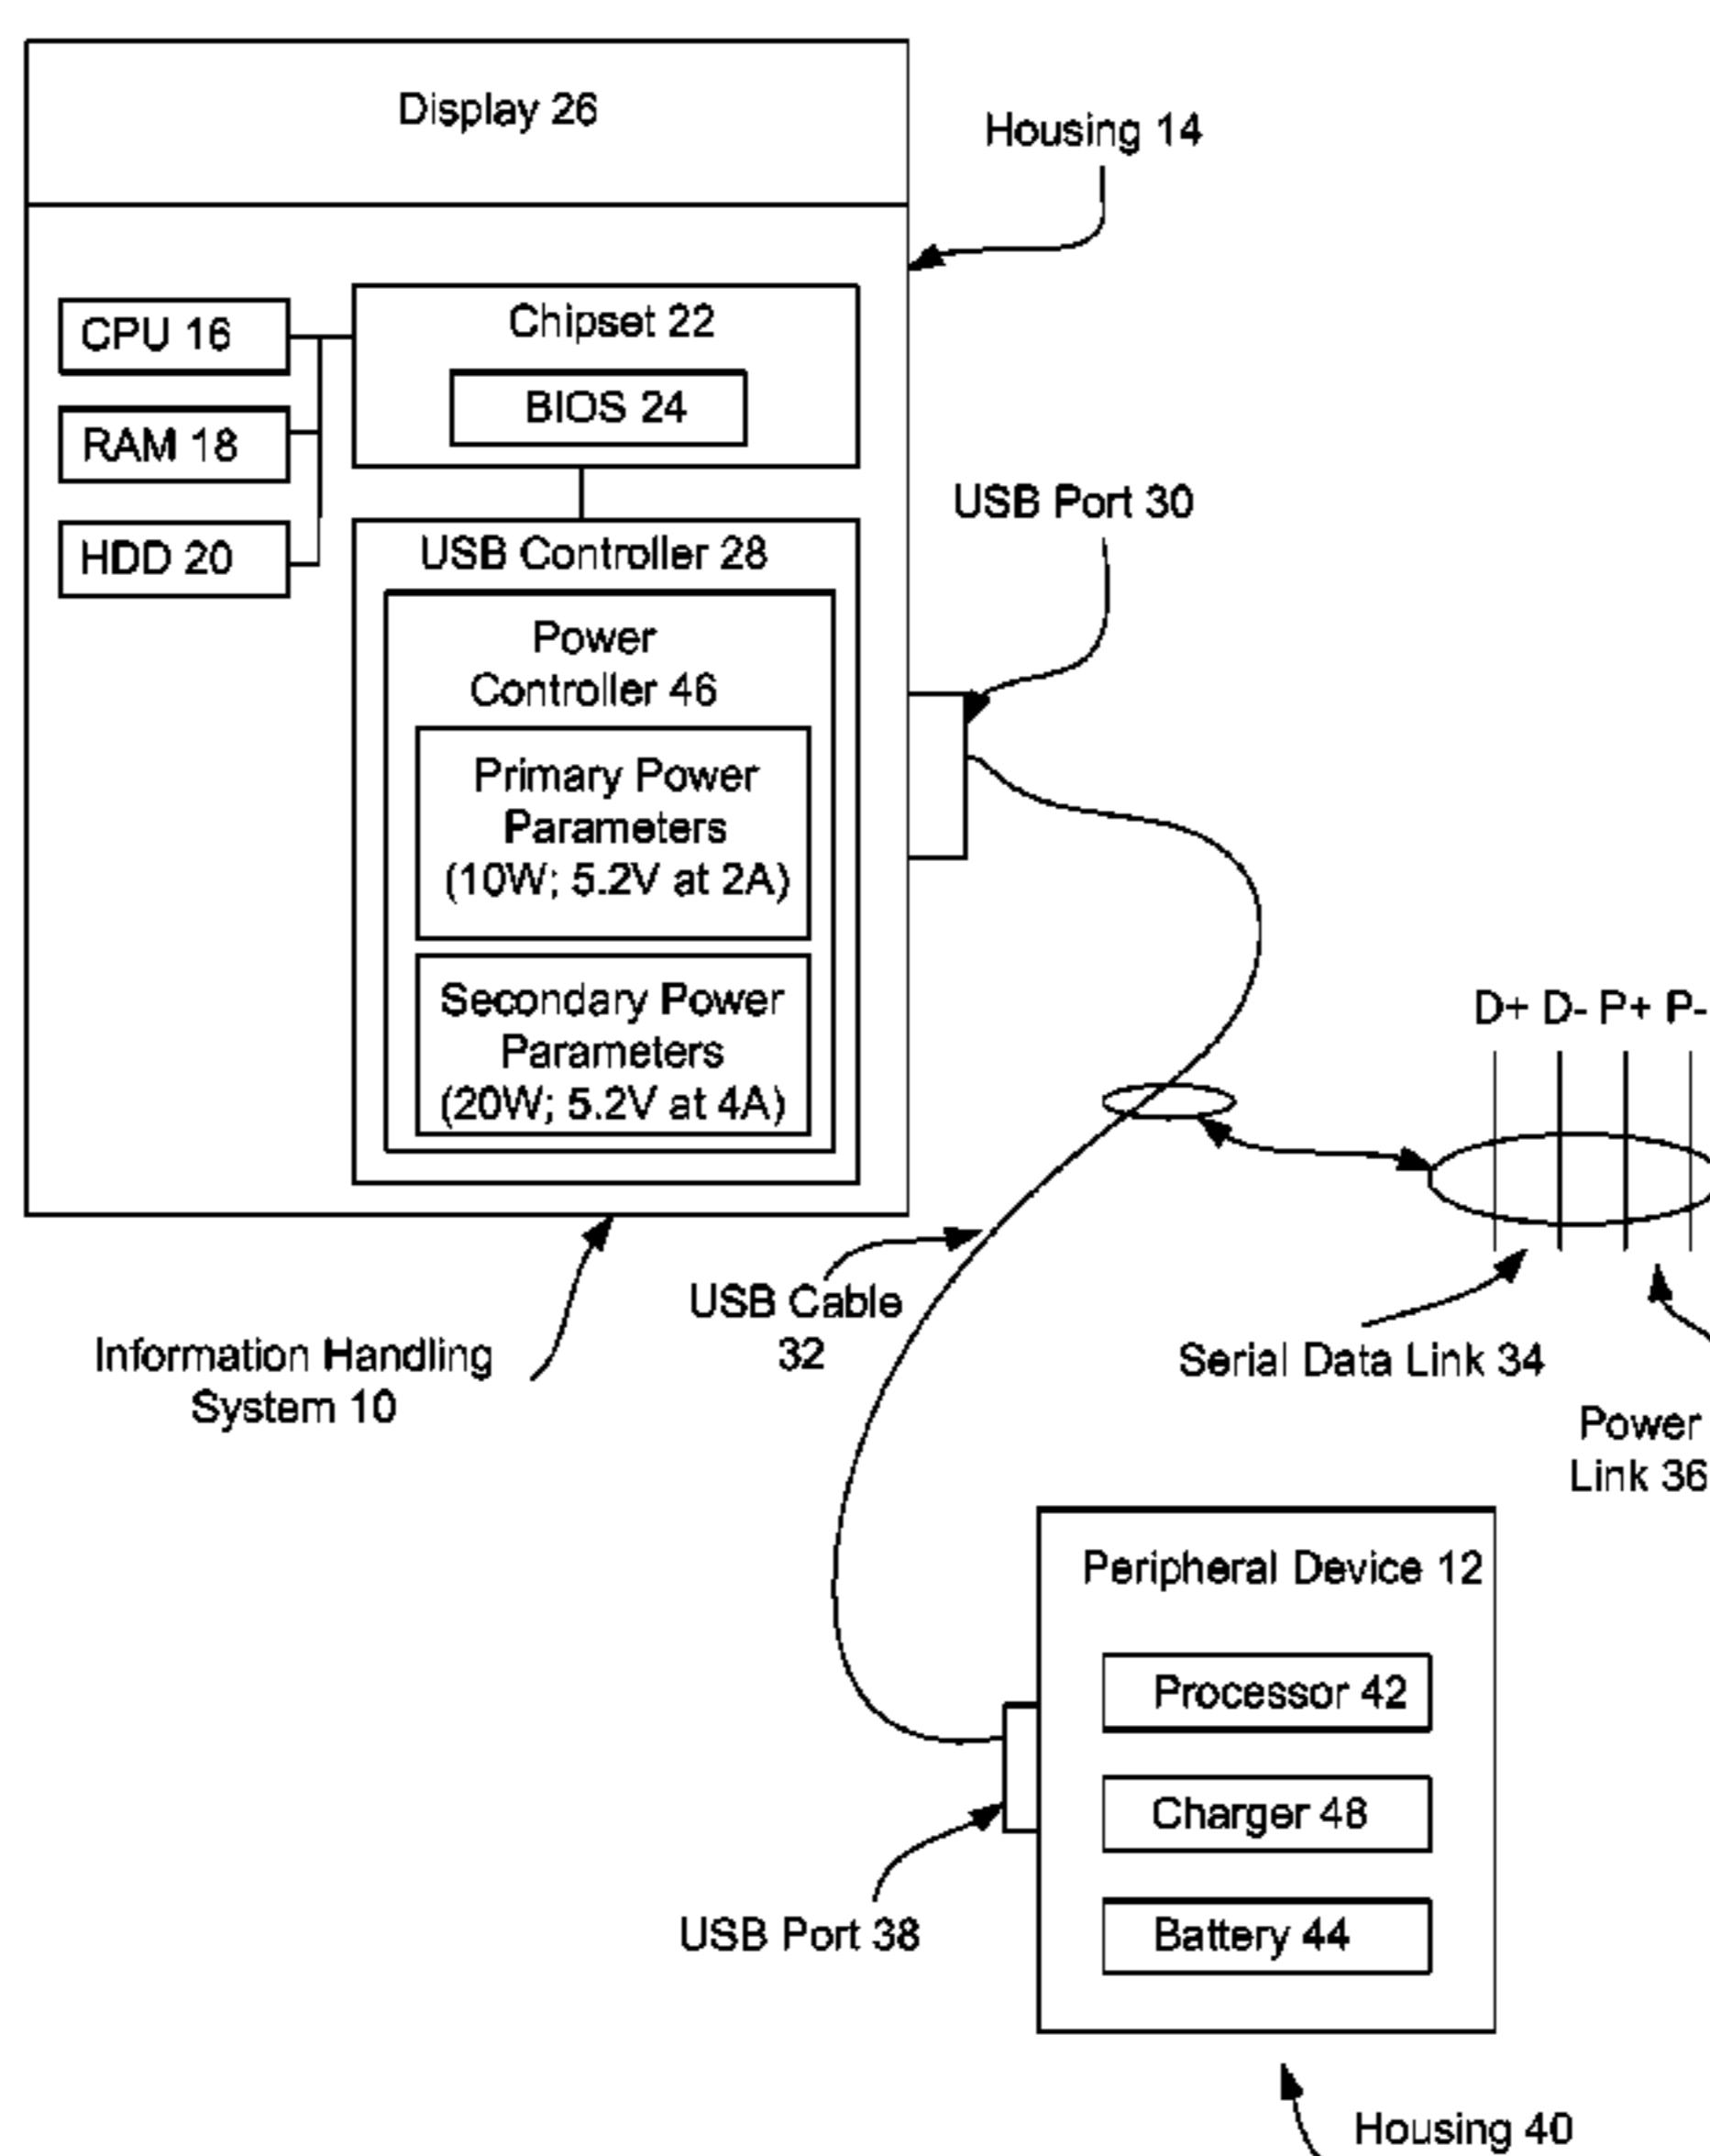 Display 26
Housing 14
CPU 16
Chipset 22
BIOS 24
RAM 18
HDD 20
USB Port 30
USB Controller 28
Power
Controller 46
Primary Power
Parameters
(10W; 5.2V at 2A)
Secondary Power
Parameters
(20W; 5.2V at 4A)
D+ D- P+ P-
USB Cable
32
Information Handling
System 10
Serial Data Link 34
Power
Link 36
Peripheral Device 12
Processor 42
Charger 48
Battery 44
USB Port 38
Housing 40